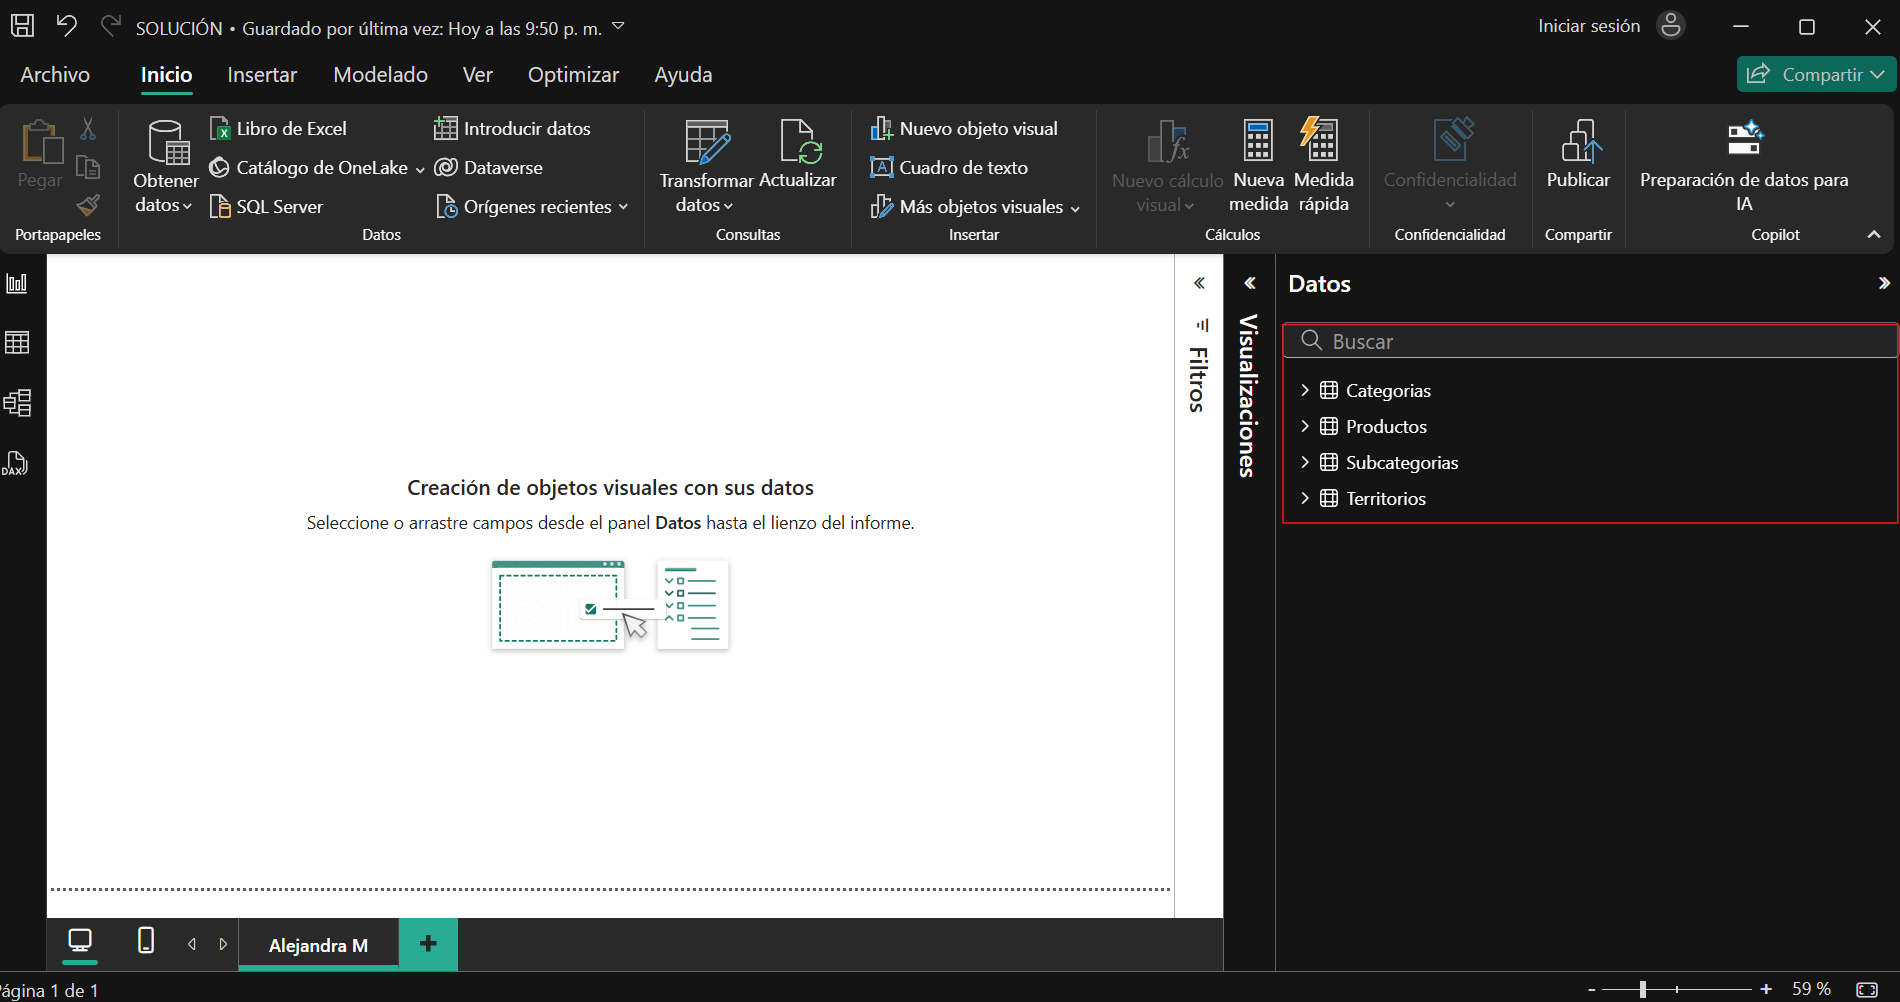 SOLUCIÓN • Guardado por última vez: Hoy a las 9:50 p. m.
Iniciar sesión
Archivo Inicio Insertar Modelado Ver Optimizar Ayuda
Compartir
Pegar
Portapapeles
Obtener datos
Libro de Excel
Catálogo de OneLake
SQL Server
Introducir datos
Dataverse
Orígenes recientes
Datos
Transformar datos
Actualizar
Consultas
Nuevo objeto visual
Cuadro de texto
Más objetos visuales
Insertar
Nuevo cálculo visual
Nueva medida
Medida rápida
Cálculos
Confidencialidad
Confidencialidad
Publicar
Compartir
Preparación de datos para IA
Copilot
DAX
Creación de objetos visuales con sus datos
Seleccione o arrastre campos desde el panel Datos hasta el lienzo del informe.
Filtros
Visualizaciones
Datos
Buscar
Categorias
Productos
Subcategorias
Territorios
Alejandra M
ágina 1 de 1
59 %